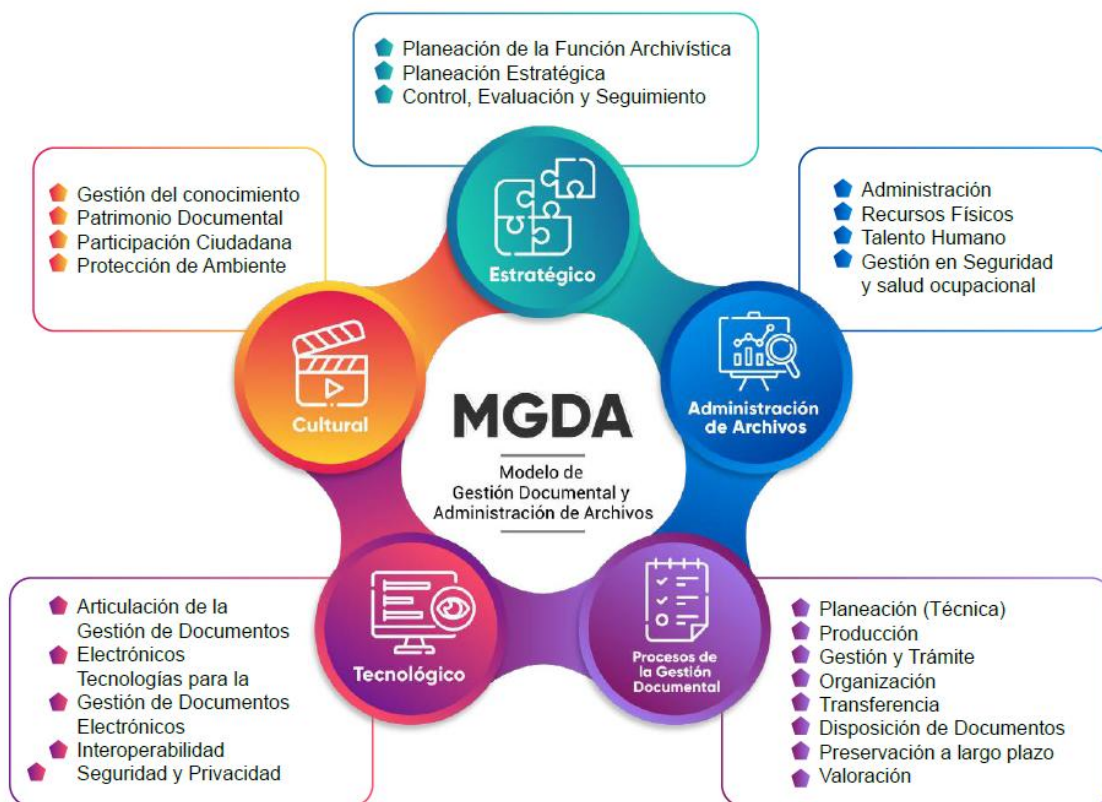 Planeación de la Función Archivística
Planeación Estratégica
Control, Evaluación y Seguimiento
Gestión del conocimiento
Patrimonio Documental
Participación Ciudadana
Protección de Ambiente
Administración
Recursos Físicos
Talento Humano
Gestión en Seguridad
y salud ocupacional
Estratégico
Cultural
Administración
de Archivos
MGDA
Modelo de
Gestión Documental y
Administración de Archivos
Tecnológico
Procesos de
la Gestión
Documental
Articulación de la
Gestión de Documentos
Electrónicos
Tecnologías para la
Gestión de Documentos
Electrónicos
Interoperabilidad
Seguridad y Privacidad
Planeación (Técnica)
Producción
Gestión y Trámite
Organización
Transferencia
Disposición de Documentos
Preservación a largo plazo
Valoración